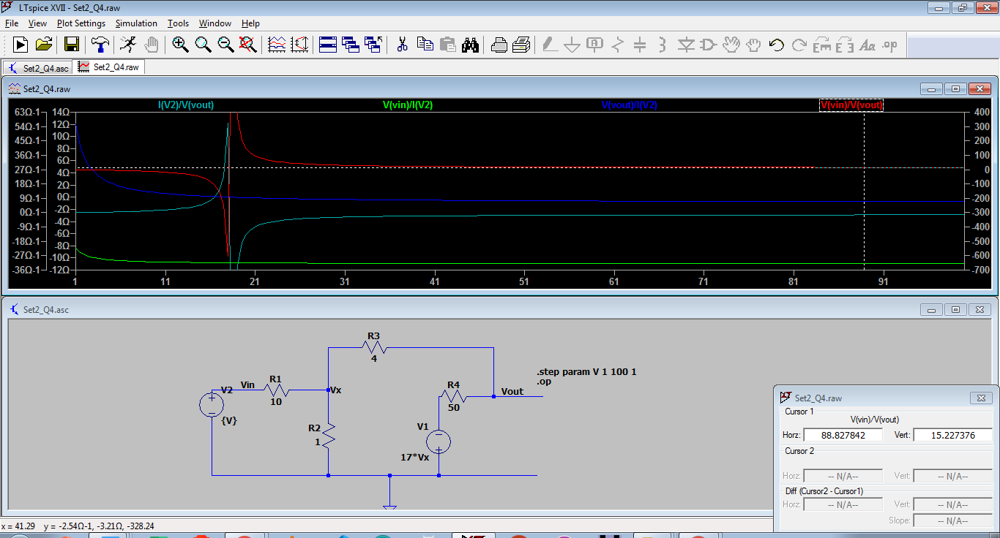 LTspice XVII - Set2_Q4.raw
File View Plot Settings Simulation Tools Window Help
Set2_Q4.asc Set2_Q4.raw
Set2_Q4.raw
I(V2)/V(vout) V(vin)/I(V2) V(vout)/I(V2) V(vin)/V(vout)
63Ω-1 14Ω 400
54Ω-1 12Ω 300
45Ω-1 10Ω 200
36Ω-1 8Ω 100
27Ω-1 6Ω 0
18Ω-1 4Ω -100
9Ω-1 2Ω -200
0Ω-1 0Ω -300
-9Ω-1 -2Ω -400
-18Ω-1 -4Ω -500
-27Ω-1 -6Ω -600
-36Ω-1 -8Ω -700
-10Ω
-12Ω
1 11 21 31 41 51 61 71 81 91
Set2_Q4.asc
R3
4
V2 Vin R1 Vx
10
{V}
R2
1
R4
50
V1
17*Vx
Vout
.step param V 1 100 1
.op
Set2_Q4.raw
Cursor 1
V(vin)/V(vout)
Horz: 88.827842 Vert: 15.227376
Cursor 2
Horz: -- N/A-- Vert: -- N/A--
Diff (Cursor2 - Cursor1)
Horz: -- N/A-- Vert: -- N/A--
Slope: -- N/A--
x = 41.29 y = -2.54Ω-1, -3.21Ω, -328.24